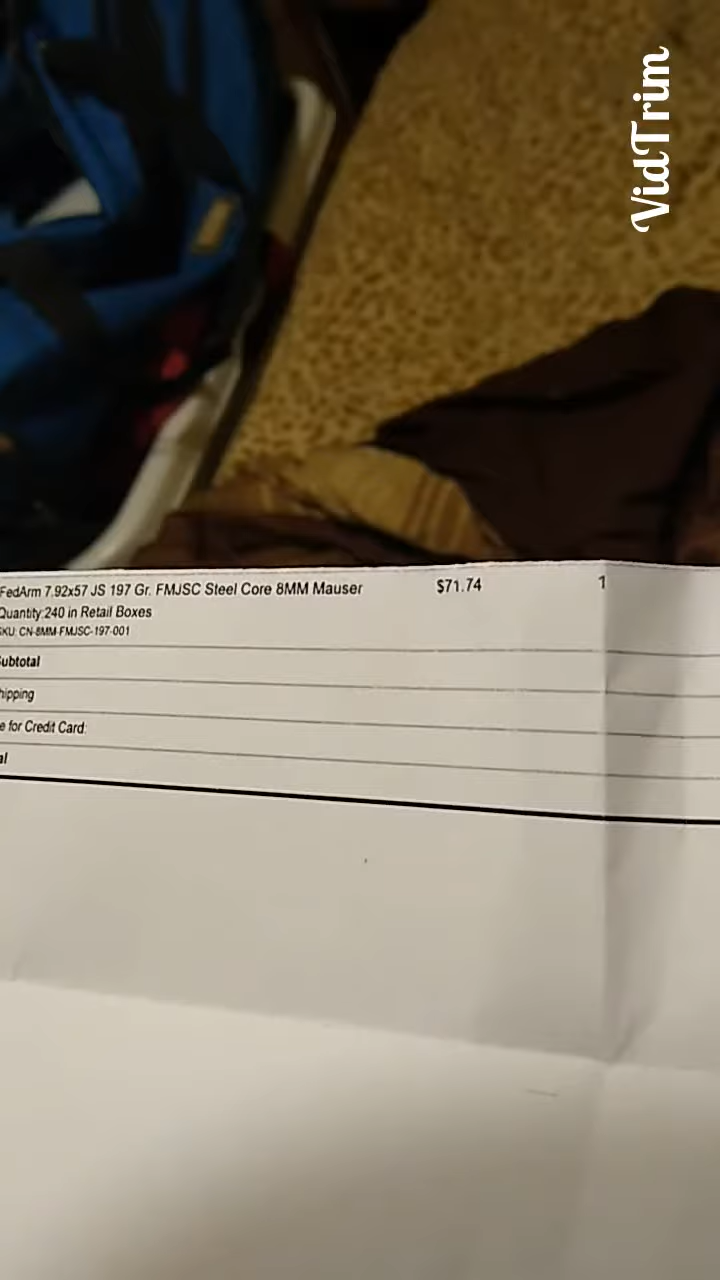 VidTrim
FedArm 7.92x57 JS 197 Gr. FMJSC Steel Core 8MM Mauser $71.74 1
Quantity:240 in Retail Boxes
SKU: CN-8MM-FMJSC-197-001
ubtotal
hipping
e for Credit Card:
al